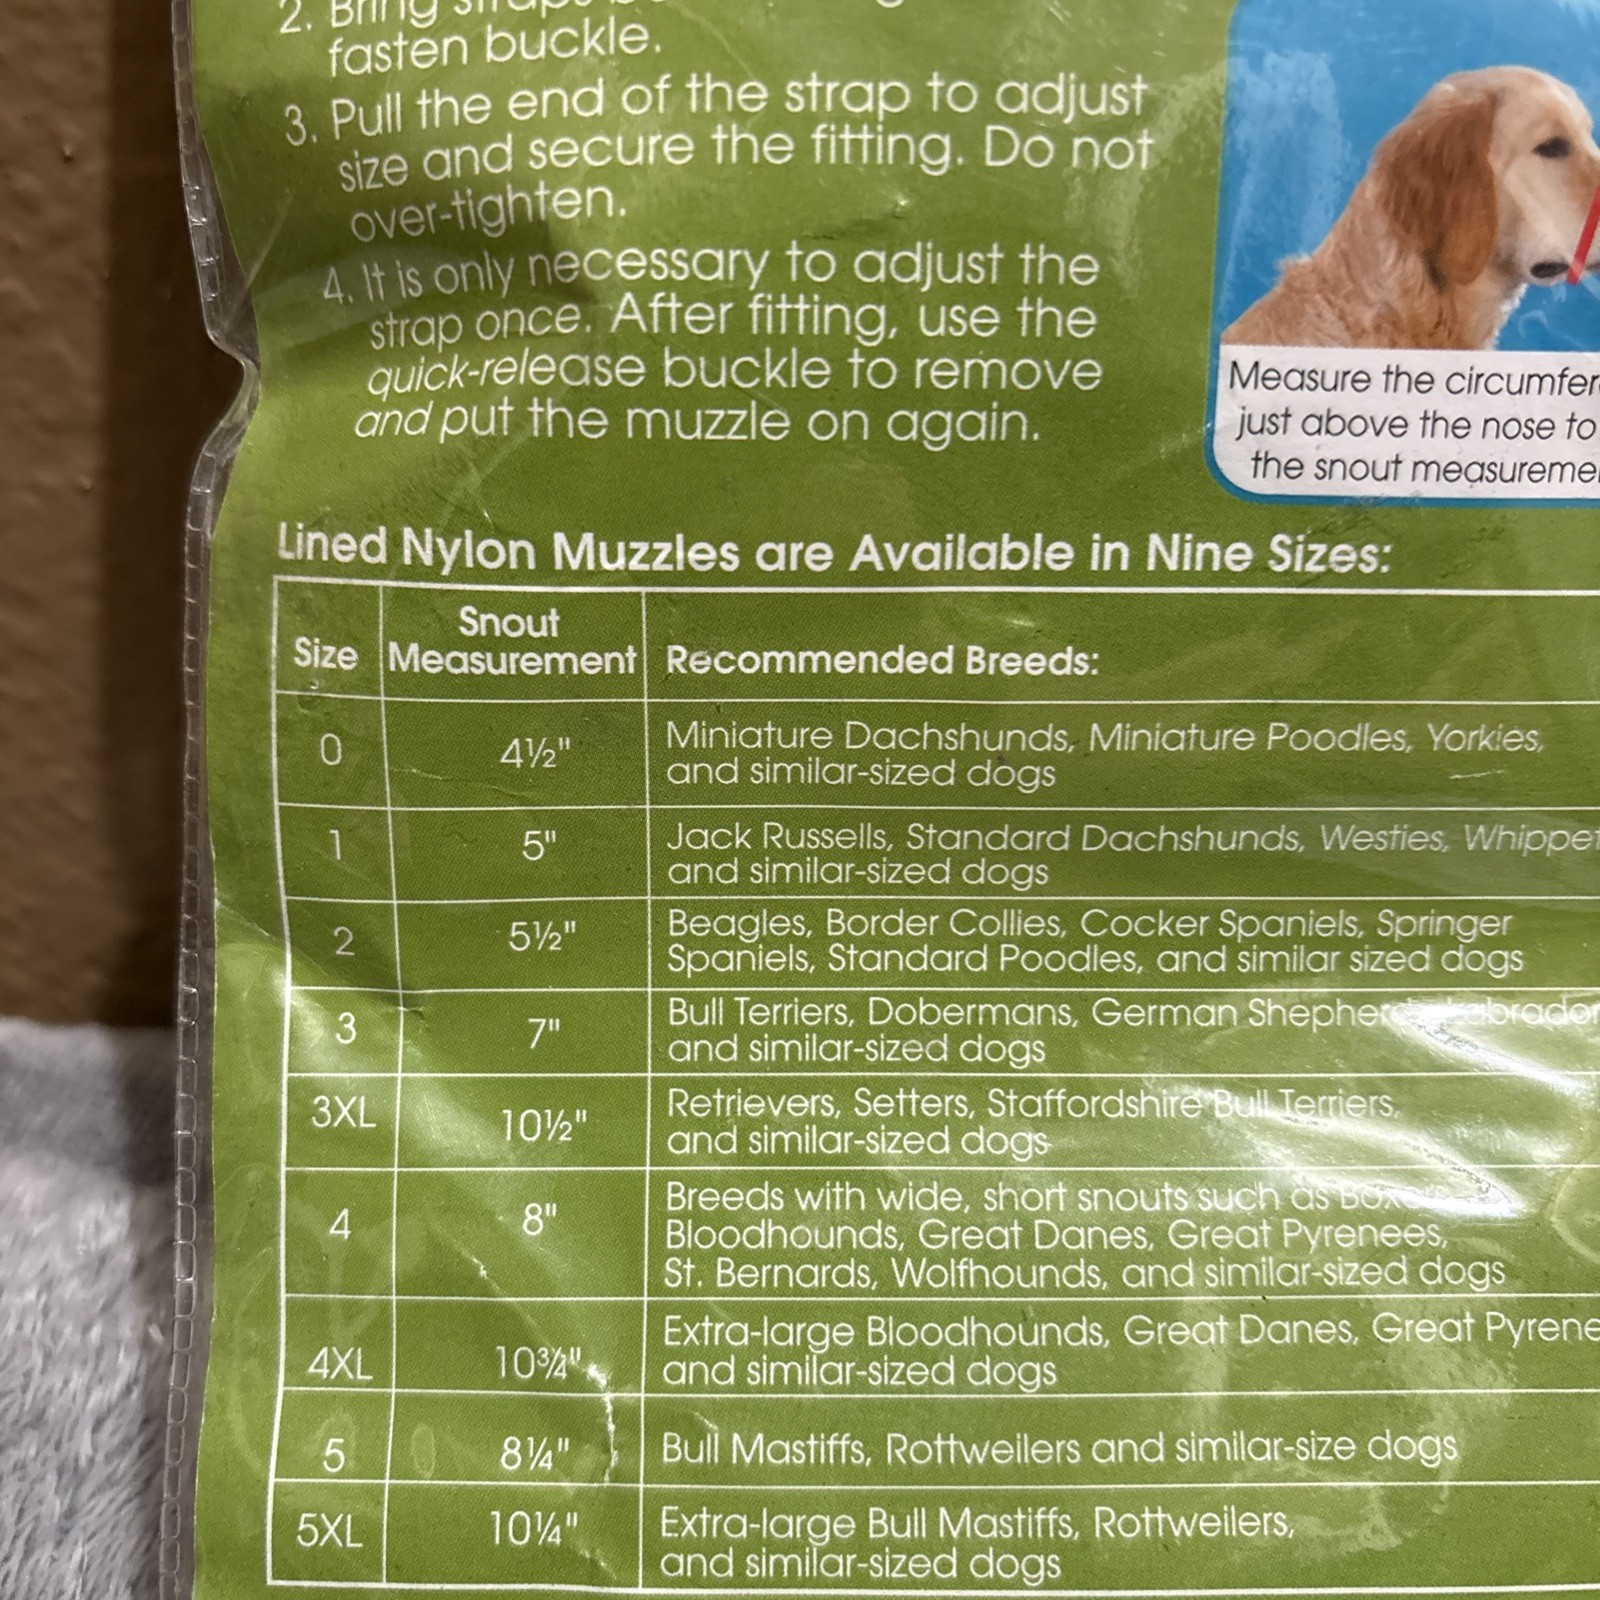 2. Bring straps
fasten buckle.
3. Pull the end of the strap to adjust
size and secure the fitting. Do not
over-tighten.
4. It is only necessary to adjust the
strap once. After fitting, use the
quick-release buckle to remove
and put the muzzle on again.
Measure the
just above the nose to
the snout
Lined Nylon Muzzles are Available in Nine Sizes:
Size
Snout
Measurement
Recommended Breeds:
0
4½"
Miniature Dachshunds, Miniature Poodles, Yorkies,
and similar-sized dogs
1
5"
Jack Russells, Standard Dachshunds, Westies,
and similar-sized dogs
2
5½"
Beagles, Border Collies, Cocker Spaniels, Springer
Spaniels, Standard Poodles, and similar sized dogs
3
7"
Bull Terriers, Dobermans, German
and similar-sized dogs
3XL
10½"
Retrievers, Setters, Staffordshire Bull Terriers,
and similar-sized dogs
4
8"
Breeds with wide, short snouts such as
Bloodhounds, Great Danes, Great Pyrenees,
St. Bernards, Wolfhounds, and similar-sized dogs
4XL
10¾"
Extra-large Bloodhounds, Great Danes, Great
and similar-sized dogs
5
8¼"
Bull Mastiffs, Rottweilers and similar-size dogs
5XL
10¼"
Extra-large Bull Mastiffs, Rottweilers,
and similar-sized dogs